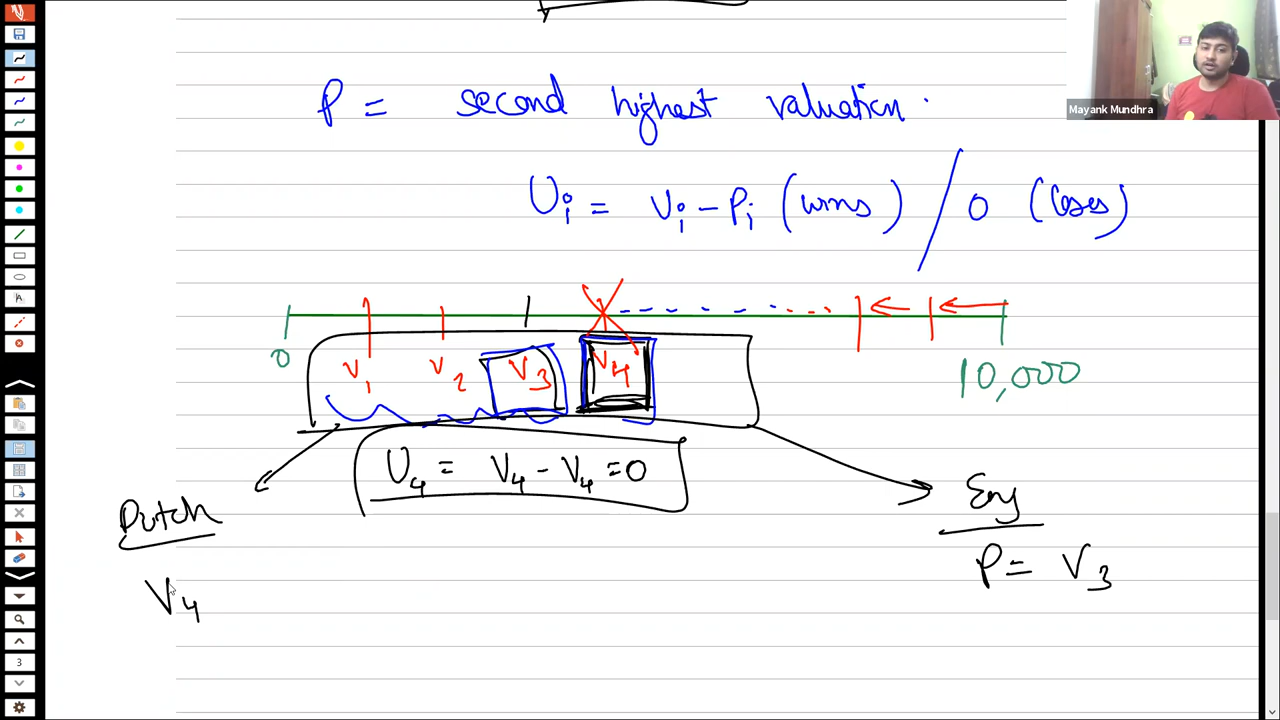 Mayank Mundhra
P = second highest valuation.
Ui = Vi - Pi (wins) / 0 (loses)
0 10,000
V1 V2 V3 V4
U4 = V4 - V4 = 0
Dutch Eng
V4 P = V3
3